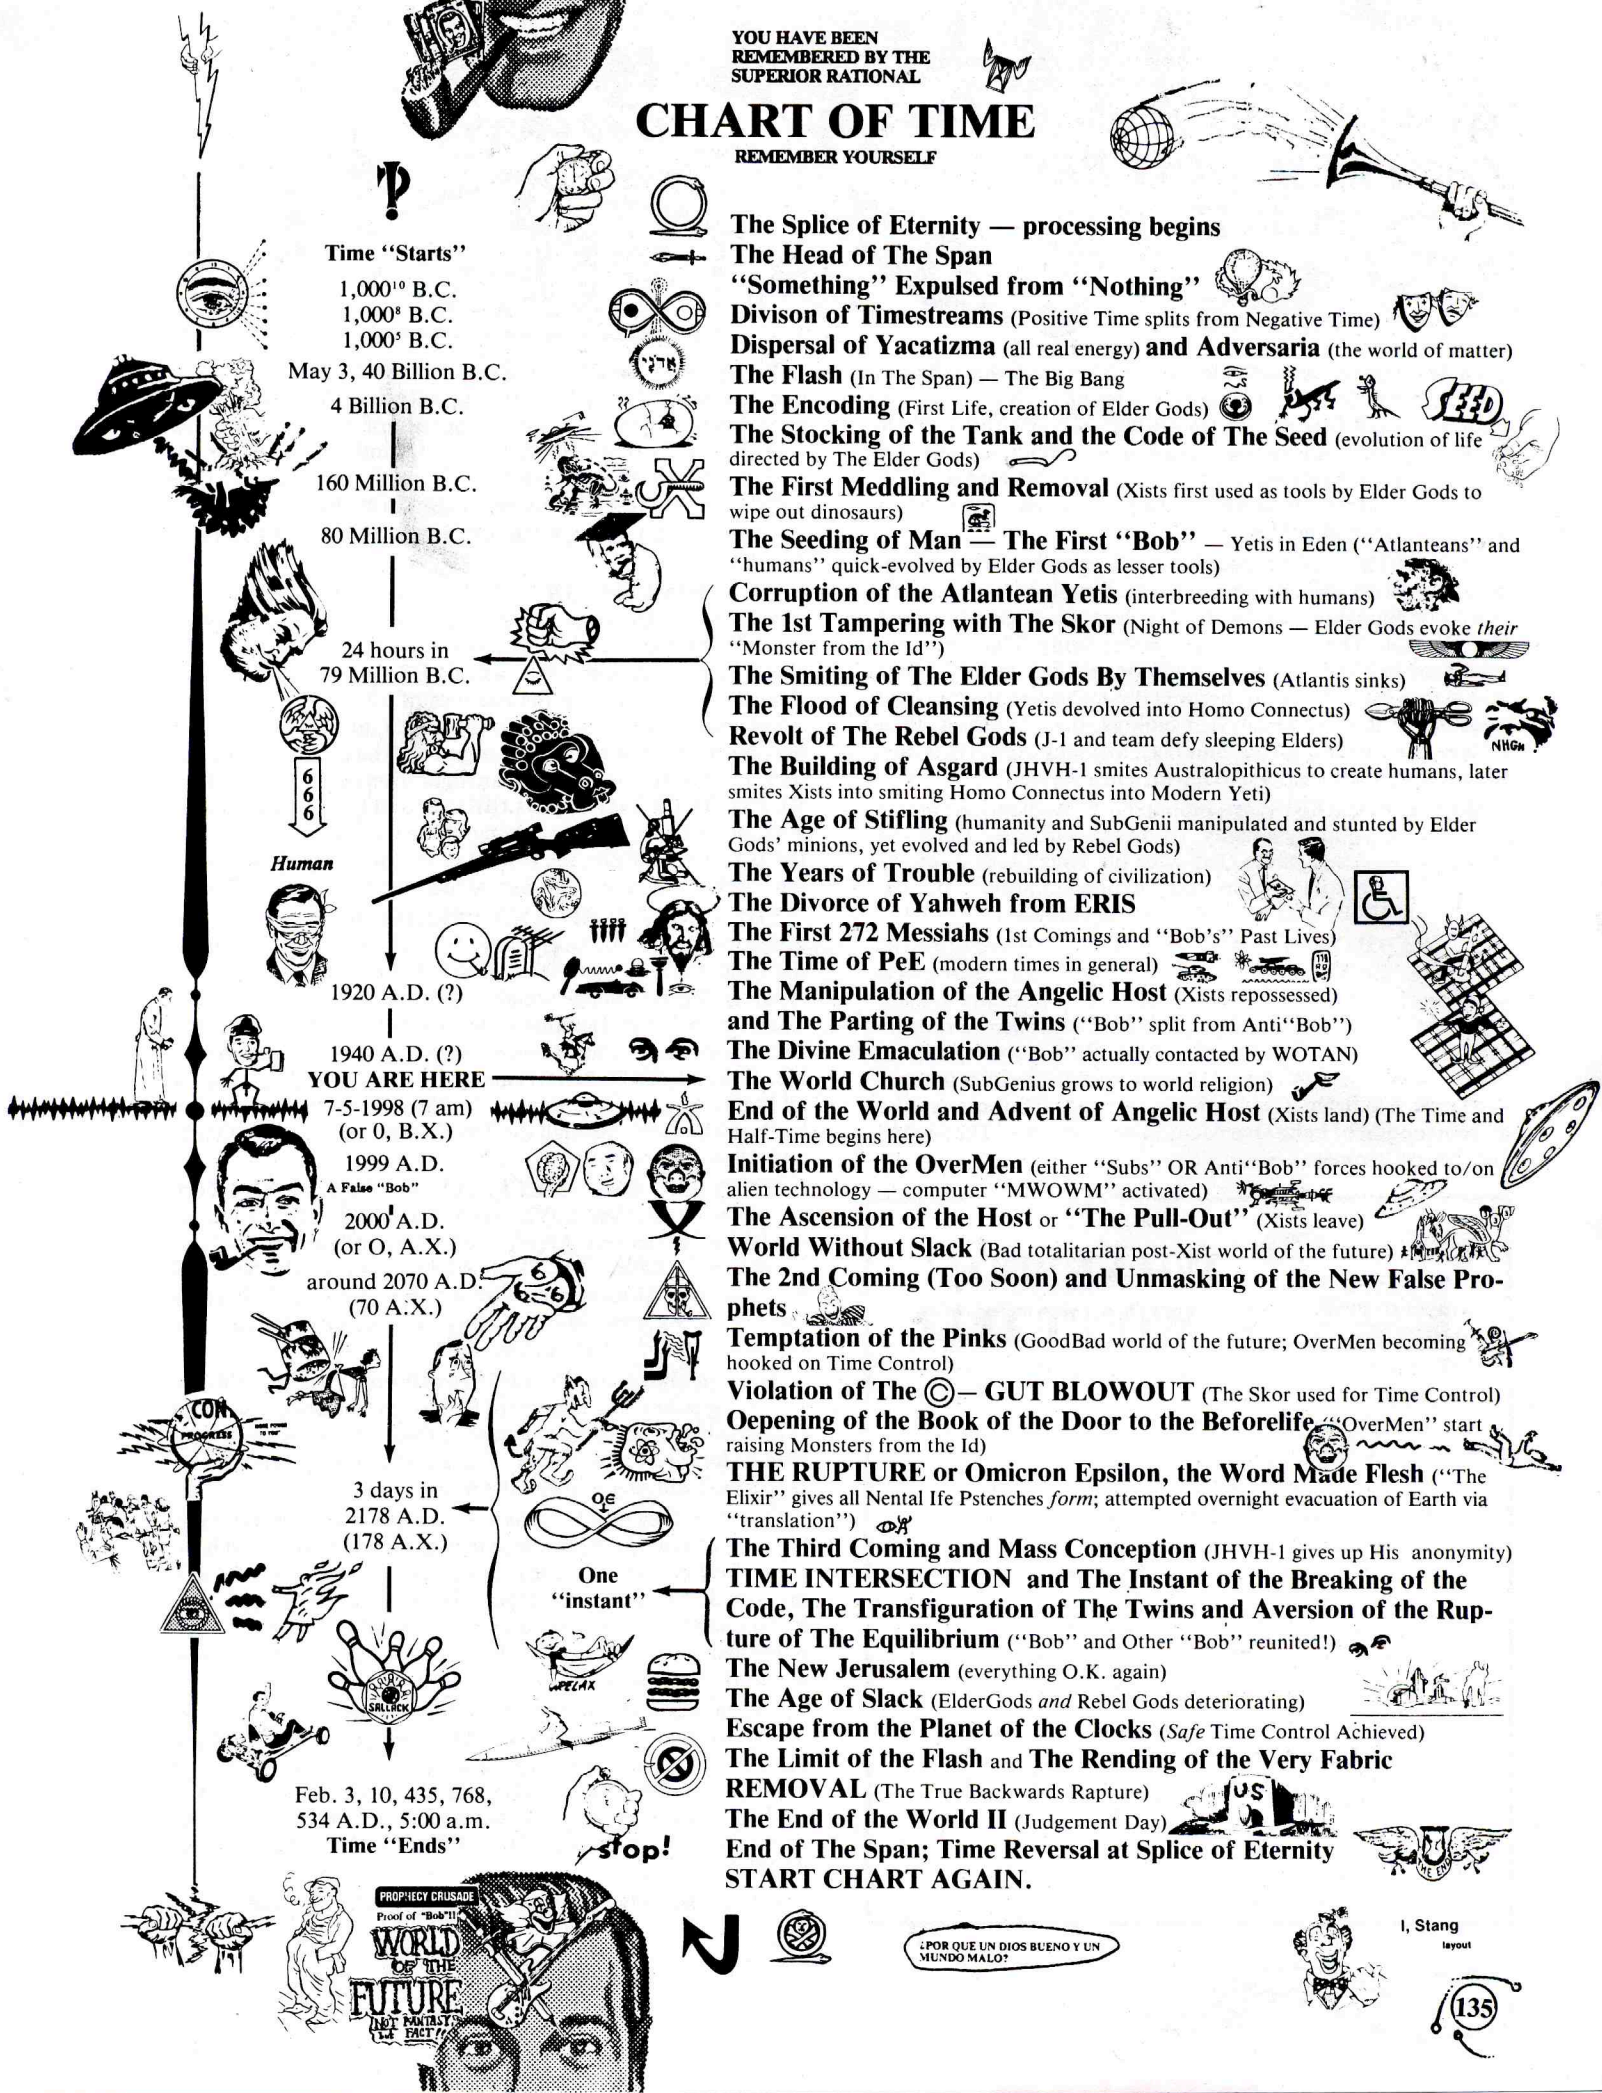 YOU HAVE BEEN
REMEMBERED BY THE
SUPERIOR RATIONAL
CHART OF TIME
REMEMBER YOURSELF
Time “Starts”
1,000¹⁰ B.C.
1,000⁸ B.C.
1,000⁵ B.C.
May 3, 40 Billion B.C.
4 Billion B.C.
160 Million B.C.
80 Million B.C.
24 hours in
79 Million B.C.
666
Human
1920 A.D. (?)
1940 A.D. (?)
YOU ARE HERE
7-5-1998 (7 am)
(or 0, B.X.)
1999 A.D.
A False "Bob"
2000 A.D.
(or O, A.X.)
around 2070 A.D.
(70 A.X.)
666
CON
PROGRESS
3 days in
2178 A.D.
(178 A.X.)
OE
One
“instant”
SALLACK
RELAX
Feb. 3, 10, 435, 768,
534 A.D., 5:00 a.m.
Time “Ends”
stop!
The Splice of Eternity — processing begins
The Head of The Span
“Something” Expulsed from “Nothing”
Divison of Timestreams (Positive Time splits from Negative Time)
Dispersal of Yacatizma (all real energy) and Adversaria (the world of matter)
אדני
The Flash (In The Span) — The Big Bang
The Encoding (First Life, creation of Elder Gods)
SEED
The Stocking of the Tank and the Code of The Seed (evolution of life
directed by The Elder Gods)
The First Meddling and Removal (Xists first used as tools by Elder Gods to
wipe out dinosaurs)
The Seeding of Man — The First “Bob” — Yetis in Eden (“Atlanteans” and
“humans” quick-evolved by Elder Gods as lesser tools)
Corruption of the Atlantean Yetis (interbreeding with humans)
The 1st Tampering with The Skor (Night of Demons — Elder Gods evoke their
“Monster from the Id”)
The Smiting of The Elder Gods By Themselves (Atlantis sinks)
The Flood of Cleansing (Yetis devolved into Homo Connectus)
Revolt of The Rebel Gods (J-1 and team defy sleeping Elders)
NHGH
The Building of Asgard (JHVH-1 smites Australopithicus to create humans, later
smites Xists into smiting Homo Connectus into Modern Yeti)
The Age of Stifling (humanity and SubGenii manipulated and stunted by Elder
Gods’ minions, yet evolved and led by Rebel Gods)
The Years of Trouble (rebuilding of civilization)
The Divorce of Yahweh from ERIS
The First 272 Messiahs (1st Comings and “Bob’s” Past Lives)
The Time of PeE (modern times in general)
The Manipulation of the Angelic Host (Xists repossessed)
and The Parting of the Twins (“Bob” split from Anti“Bob”)
The Divine Emaculation (“Bob” actually contacted by WOTAN)
The World Church (SubGenius grows to world religion)
End of the World and Advent of Angelic Host (Xists land) (The Time and
Half-Time begins here)
Initiation of the OverMen (either “Subs” OR Anti“Bob” forces hooked to/on
alien technology — computer “MWOWM” activated)
The Ascension of the Host or “The Pull-Out” (Xists leave)
World Without Slack (Bad totalitarian post-Xist world of the future)
The 2nd Coming (Too Soon) and Unmasking of the New False Pro-
phets
Temptation of the Pinks (GoodBad world of the future; OverMen becoming
hooked on Time Control)
Violation of The ©— GUT BLOWOUT (The Skor used for Time Control)
Oepening of the Book of the Door to the Beforelife (“OverMen” start
raising Monsters from the Id)
THE RUPTURE or Omicron Epsilon, the Word Made Flesh (“The
Elixir” gives all Nental Ife Pstenches form; attempted overnight evacuation of Earth via
“translation”)
The Third Coming and Mass Conception (JHVH-1 gives up His anonymity)
TIME INTERSECTION and The Instant of the Breaking of the
Code, The Transfiguration of The Twins and Aversion of the Rup-
ture of The Equilibrium (“Bob” and Other “Bob” reunited!)
The New Jerusalem (everything O.K. again)
The Age of Slack (ElderGods and Rebel Gods deteriorating)
Escape from the Planet of the Clocks (Safe Time Control Achieved)
The Limit of the Flash and The Rending of the Very Fabric
REMOVAL (The True Backwards Rapture)
US
The End of the World II (Judgement Day)
End of The Span; Time Reversal at Splice of Eternity
THE END
START CHART AGAIN.
PROPHECY CRUSADE
Proof of "Bob"!!
WORLD
OF THE
FUTURE
NOT FANTASY
but FACT!!
¿POR QUE UN DIOS BUENO Y UN
MUNDO MALO?
I, Stang
layout
135